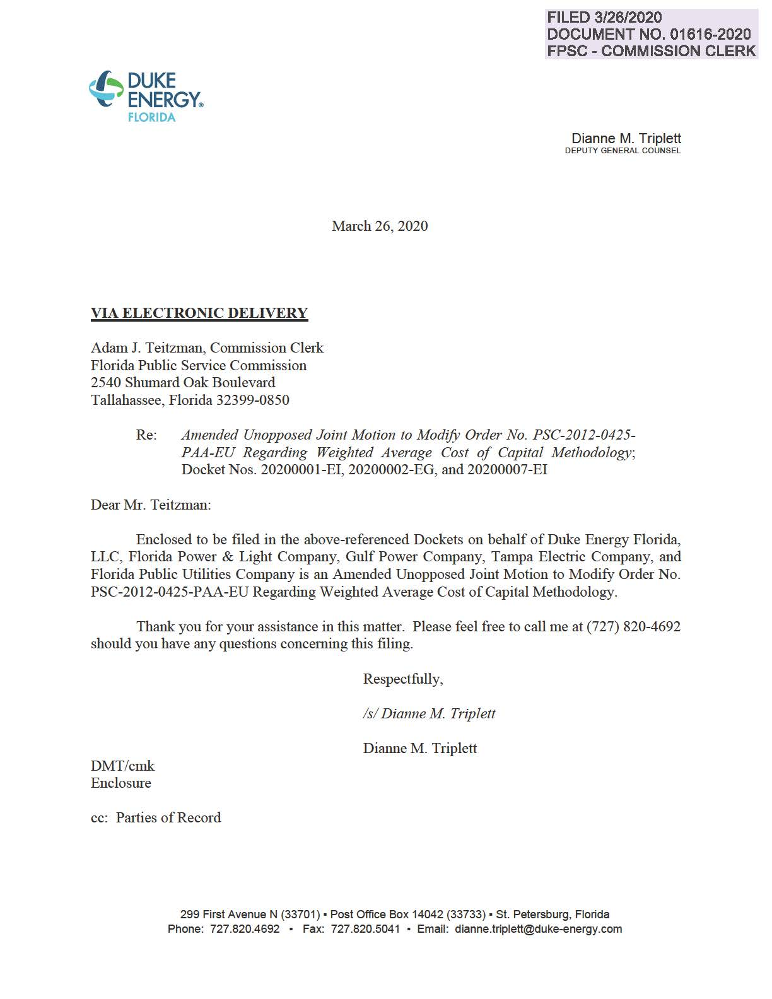 FILED 3/26/2020
DOCUMENT NO. 01616-2020
FPSC - COMMISSION CLERK
DUKE
ENERGY®
FLORIDA
Dianne M. Triplett
DEPUTY GENERAL COUNSEL
March 26, 2020
VIA ELECTRONIC DELIVERY
Adam J. Teitzman, Commission Clerk
Florida Public Service Commission
2540 Shumard Oak Boulevard
Tallahassee, Florida 32399-0850
Re: Amended Unopposed Joint Motion to Modify Order No. PSC-2012-0425-
PAA-EU Regarding Weighted Average Cost of Capital Methodology;
Docket Nos. 20200001-EI, 20200002-EG, and 20200007-EI
Dear Mr. Teitzman:
Enclosed to be filed in the above-referenced Dockets on behalf of Duke Energy Florida,
LLC, Florida Power & Light Company, Gulf Power Company, Tampa Electric Company, and
Florida Public Utilities Company is an Amended Unopposed Joint Motion to Modify Order No.
PSC-2012-0425-PAA-EU Regarding Weighted Average Cost of Capital Methodology.
Thank you for your assistance in this matter. Please feel free to call me at (727) 820-4692
should you have any questions concerning this filing.
Respectfully,
/s/ Dianne M. Triplett
Dianne M. Triplett
DMT/cmk
Enclosure
cc: Parties of Record
299 First Avenue N (33701) ▪ Post Office Box 14042 (33733) ▪ St. Petersburg, Florida
Phone: 727.820.4692 ▪ Fax: 727.820.5041 ▪ Email: dianne.triplett@duke-energy.com